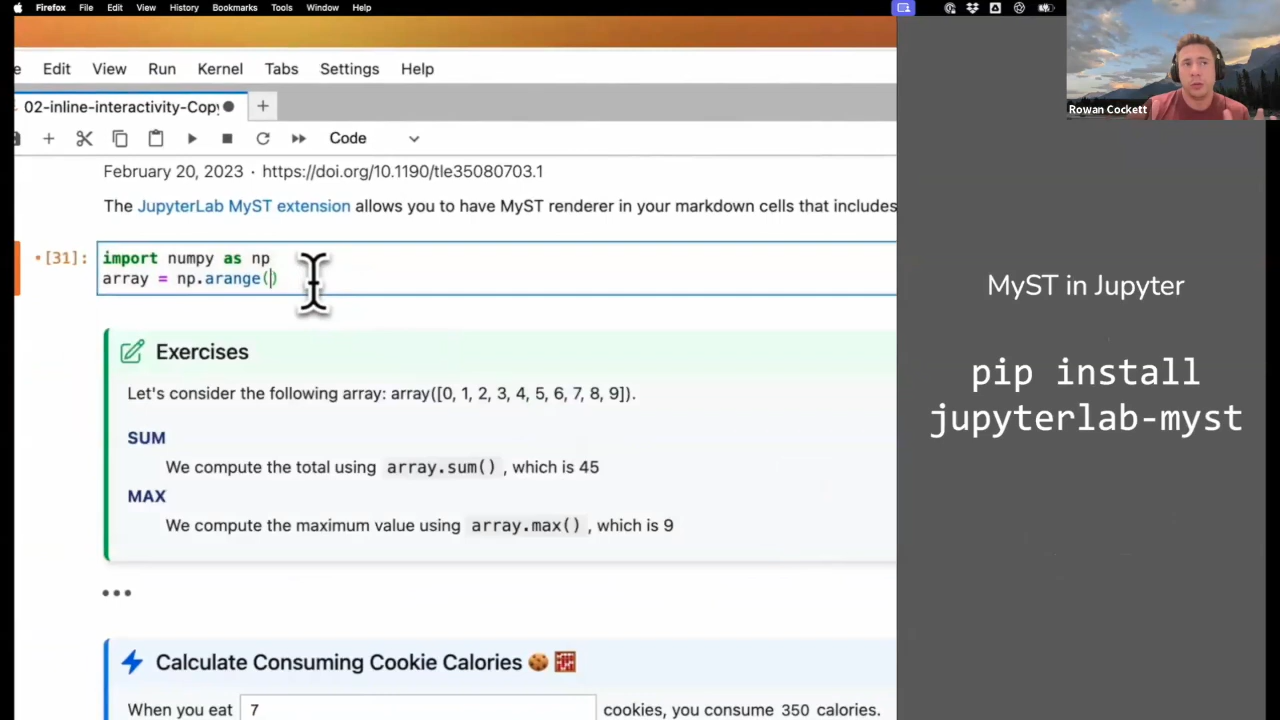 Firefox File Edit View History Bookmarks Tools Window Help
Rowan Cockett
e Edit View Run Kernel Tabs Settings Help
02-inline-interactivity-Copy
Code
February 20, 2023 · https://doi.org/10.1190/tle35080703.1
The JupyterLab MyST extension allows you to have MyST renderer in your markdown cells that includes
[31]: import numpy as np
array = np.arange()
Exercises
Let's consider the following array: array([0, 1, 2, 3, 4, 5, 6, 7, 8, 9]).
SUM
We compute the total using array.sum() , which is 45
MAX
We compute the maximum value using array.max() , which is 9
Calculate Consuming Cookie Calories 🍪 🧱
When you eat 7 cookies, you consume 350 calories.
MyST in Jupyter
pip install
jupyterlab-myst